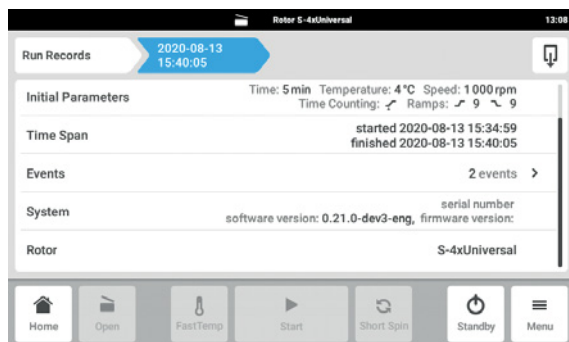 Rotor S-4xUniversal
13:08
Run Records
2020-08-13
15:40:05
Initial Parameters
Time: 5 min Temperature: 4 °C Speed: 1 000 rpm
Time Counting: Ramps: 9 9
Time Span
started 2020-08-13 15:34:59
finished 2020-08-13 15:40:05
Events
2 events
System
serial number
software version: 0.21.0-dev3-eng, firmware version:
Rotor
S-4xUniversal
Home
Open
FastTemp
Start
Short Spin
Standby
Menu